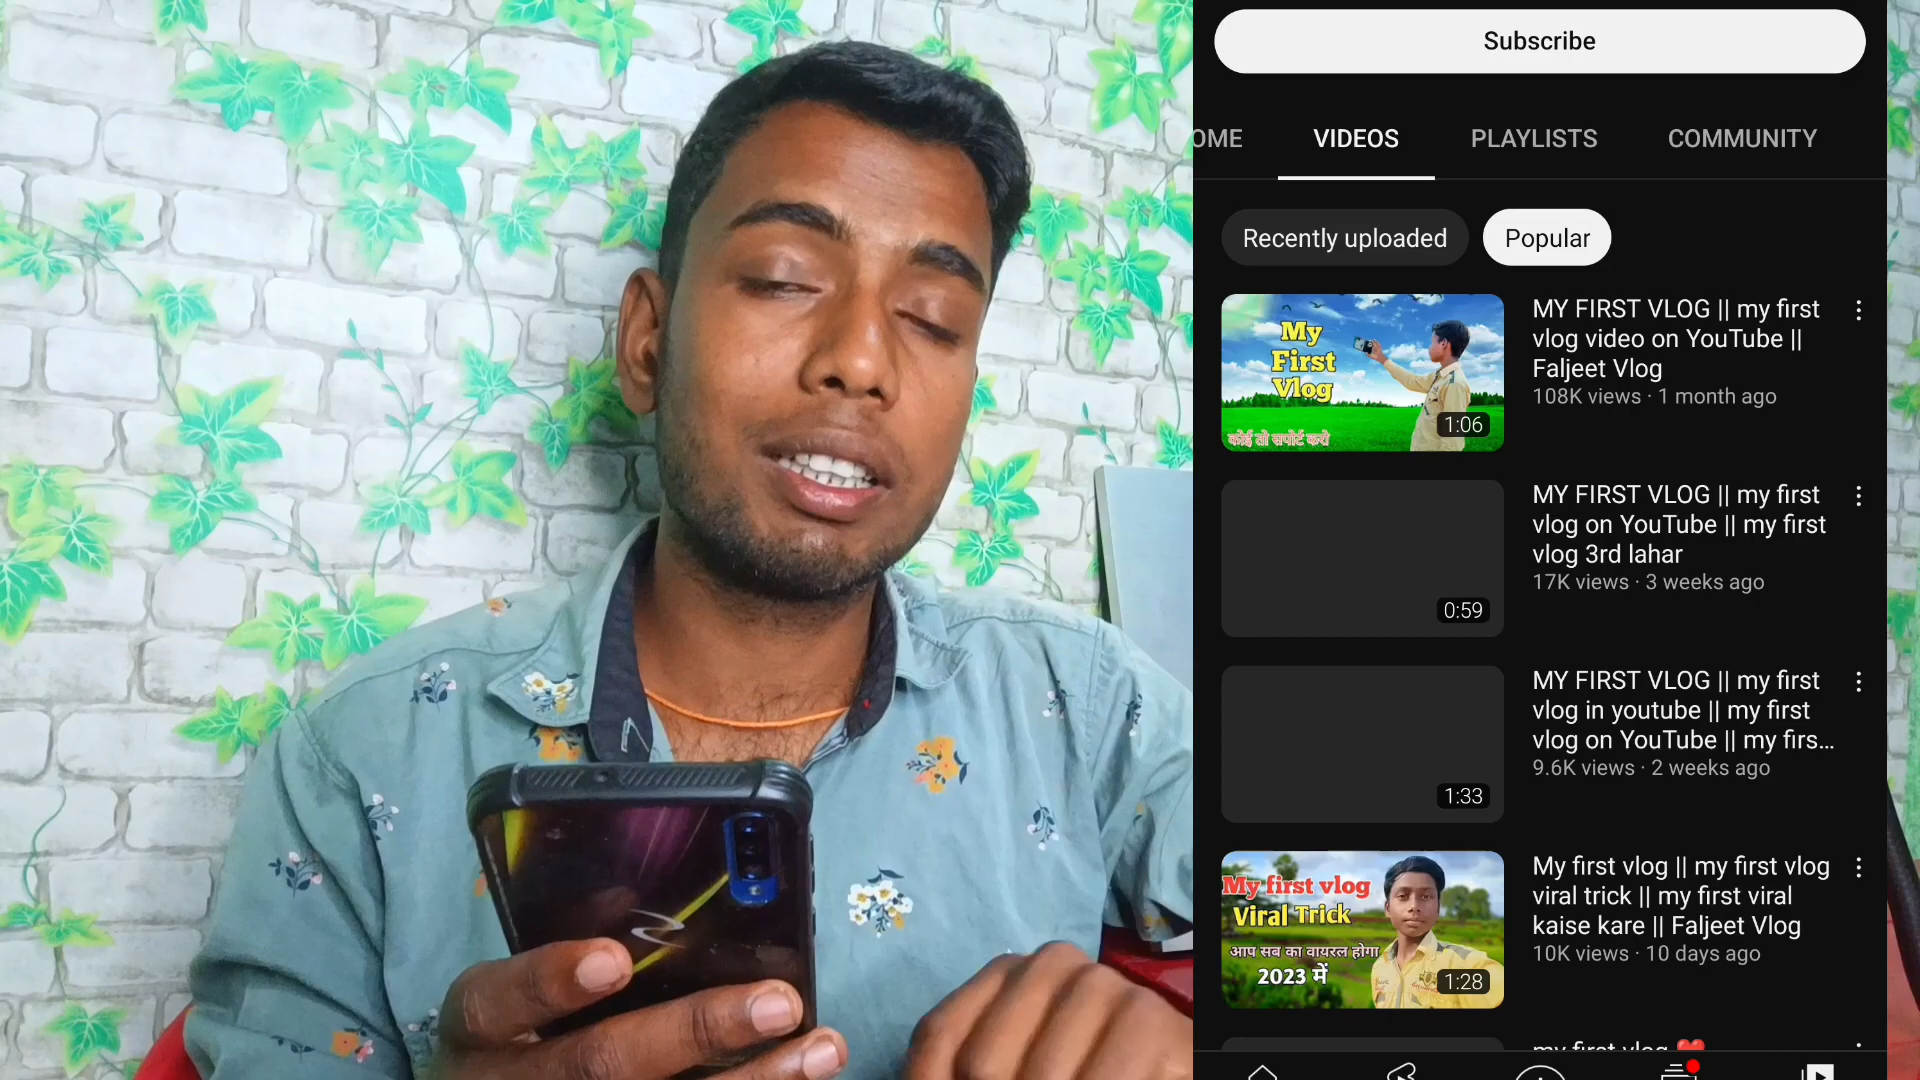 Subscribe
OME
VIDEOS
PLAYLISTS
COMMUNITY
Recently uploaded
Popular
My
First
Vlog
कोई तो सपोर्ट करो
1:06
MY FIRST VLOG || my first
vlog video on YouTube ||
Faljeet Vlog
108K views · 1 month ago
0:59
MY FIRST VLOG || my first
vlog on YouTube || my first
vlog 3rd lahar
17K views · 3 weeks ago
1:33
MY FIRST VLOG || my first
vlog in youtube || my first
vlog on YouTube || my firs...
9.6K views · 2 weeks ago
My first vlog
Viral Trick
आप सब का वायरल होगा
2023 में
1:28
My first vlog || my first vlog
viral trick || my first viral
kaise kare || Faljeet Vlog
10K views · 10 days ago
my first vlog